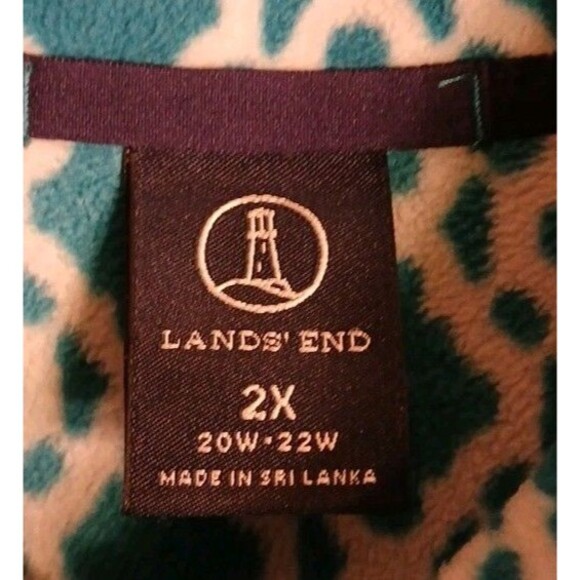 LANDS' END
2X
20W•22W
MADE IN SRI LANKA